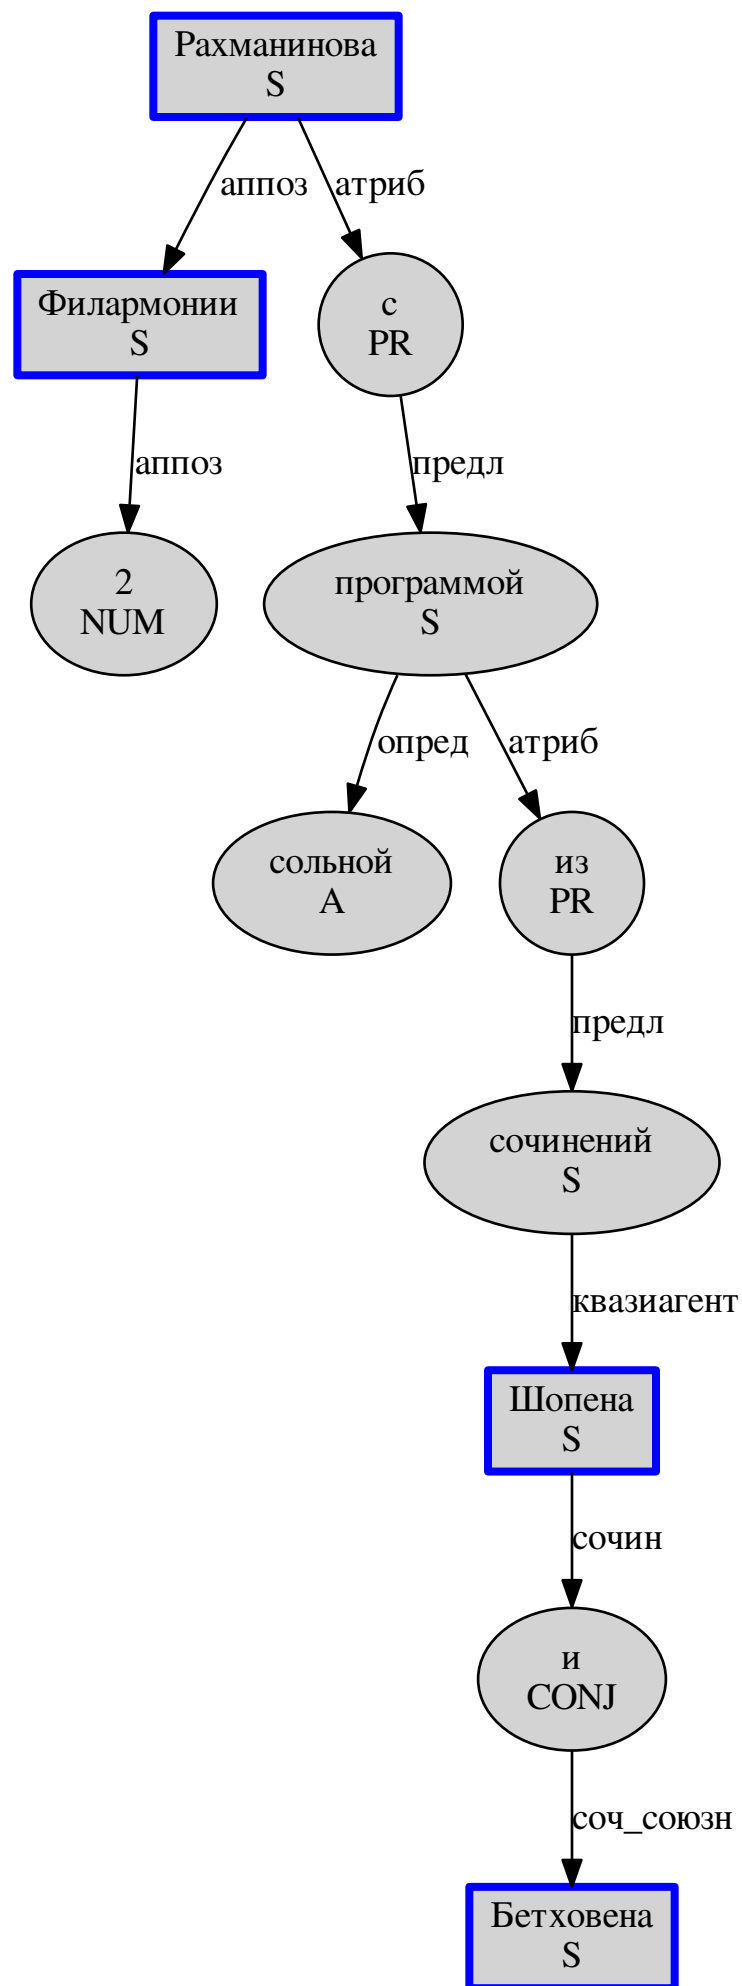 Рахманинова
S
аппоз
атриб
Филармонии
S
с
PR
аппоз
предл
2
NUM
программой
S
опред
атриб
сольной
A
из
PR
предл
сочинений
S
квазиагент
Шопена
S
сочин
и
CONJ
соч_союзн
Бетховена
S